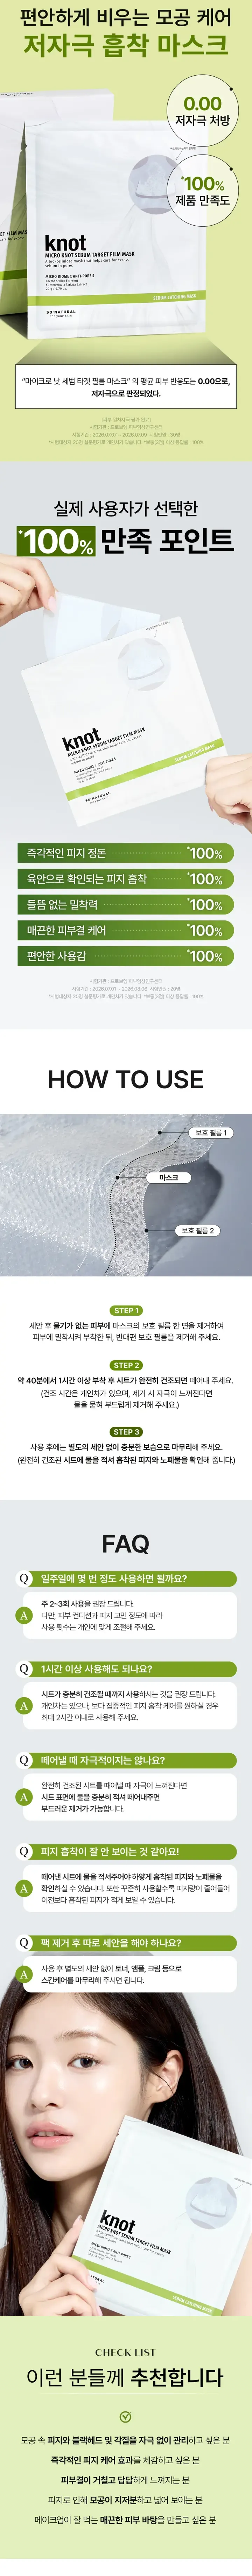 편안하게 비우는 모공 케어
저자극 흡착 마스크
0.00
저자극 처방
*100%
제품 만족도
knot
MICRO KNOT SEBUM TARGET FILM MASK
A bio-cellulose mask that helps care for excess
sebum in pores
MICRO BIOME | ANTI-PORE 5
SO'NATURAL
for your skin
SEBUM CATCHING MASK
"마이크로 낫 세범 타겟 필름 마스크" 의 평균 피부 반응도는 0.00으로,
저자극으로 판정되었다.
실제 사용자가 선택한
*100% 만족 포인트
knot
MICRO KNOT SEBUM TARGET FILM MASK
MICRO BIOME | ANTI-PORE 5
SO'NATURAL
SEBUM CATCHING MASK
즉각적인 피지 정돈 *100%
육안으로 확인되는 피지 흡착 *100%
들뜸 없는 밀착력 *100%
매끈한 피부결 케어 *100%
편안한 사용감 *100%
HOW TO USE
보호 필름 1
마스크
보호 필름 2
STEP 1
세안 후 물기가 없는 피부에 마스크의 보호 필름 한 면을 제거하여
피부에 밀착시켜 부착한 뒤, 반대편 보호 필름을 제거해 주세요.
STEP 2
약 40분에서 1시간 이상 부착 후 시트가 완전히 건조되면 떼어내 주세요.
(건조 시간은 개인차가 있으며, 제거 시 자극이 느껴진다면
물을 묻혀 부드럽게 제거해 주세요.)
STEP 3
사용 후에는 별도의 세안 없이 충분한 보습으로 마무리해 주세요.
(완전히 건조된 시트에 물을 적셔 흡착된 피지와 노폐물을 확인해 줍니다.)
FAQ
Q 일주일에 몇 번 정도 사용하면 될까요?
A 주 2~3회 사용을 권장 드립니다.
다만, 피부 컨디션과 피지 고민 정도에 따라
사용 횟수는 개인에 맞게 조절해 주세요.
Q 1시간 이상 사용해도 되나요?
A 시트가 충분히 건조될 때까지 사용하시는 것을 권장 드립니다.
개인차는 있으나, 보다 집중적인 피지 흡착 케어를 원하실 경우
최대 2시간 이내로 사용해 주세요.
Q 떼어낼 때 자극적이지는 않나요?
A 완전히 건조된 시트를 떼어낼 때 자극이 느껴진다면
시트 표면에 물을 충분히 적셔 떼어내주면
부드러운 제거가 가능합니다.
Q 피지 흡착이 잘 안 보이는 것 같아요!
A 떼어낸 시트에 물을 적셔주어야 하얗게 흡착된 피지와 노폐물을
확인하실 수 있습니다. 또한 꾸준히 사용할수록 피지량이 줄어들어
이전보다 흡착된 피지가 적게 보일 수 있습니다.
Q 팩 제거 후 따로 세안을 해야 하나요?
A 사용 후 별도의 세안 없이 토너, 앰플, 크림 등으로
스킨케어를 마무리해 주시면 됩니다.
knot
MICRO KNOT SEBUM TARGET FILM MASK
MICRO BIOME | ANTI-PORE 5
SO'NATURAL
SEBUM CATCHING MASK
CHECK LIST
이런 분들께 추천합니다
모공 속 피지와 블랙헤드 및 각질을 자극 없이 관리하고 싶은 분
즉각적인 피지 케어 효과를 체감하고 싶은 분
피부결이 거칠고 답답하게 느껴지는 분
피지로 인해 모공이 지저분하고 넓어 보이는 분
메이크업이 잘 먹는 매끈한 피부 바탕을 만들고 싶은 분